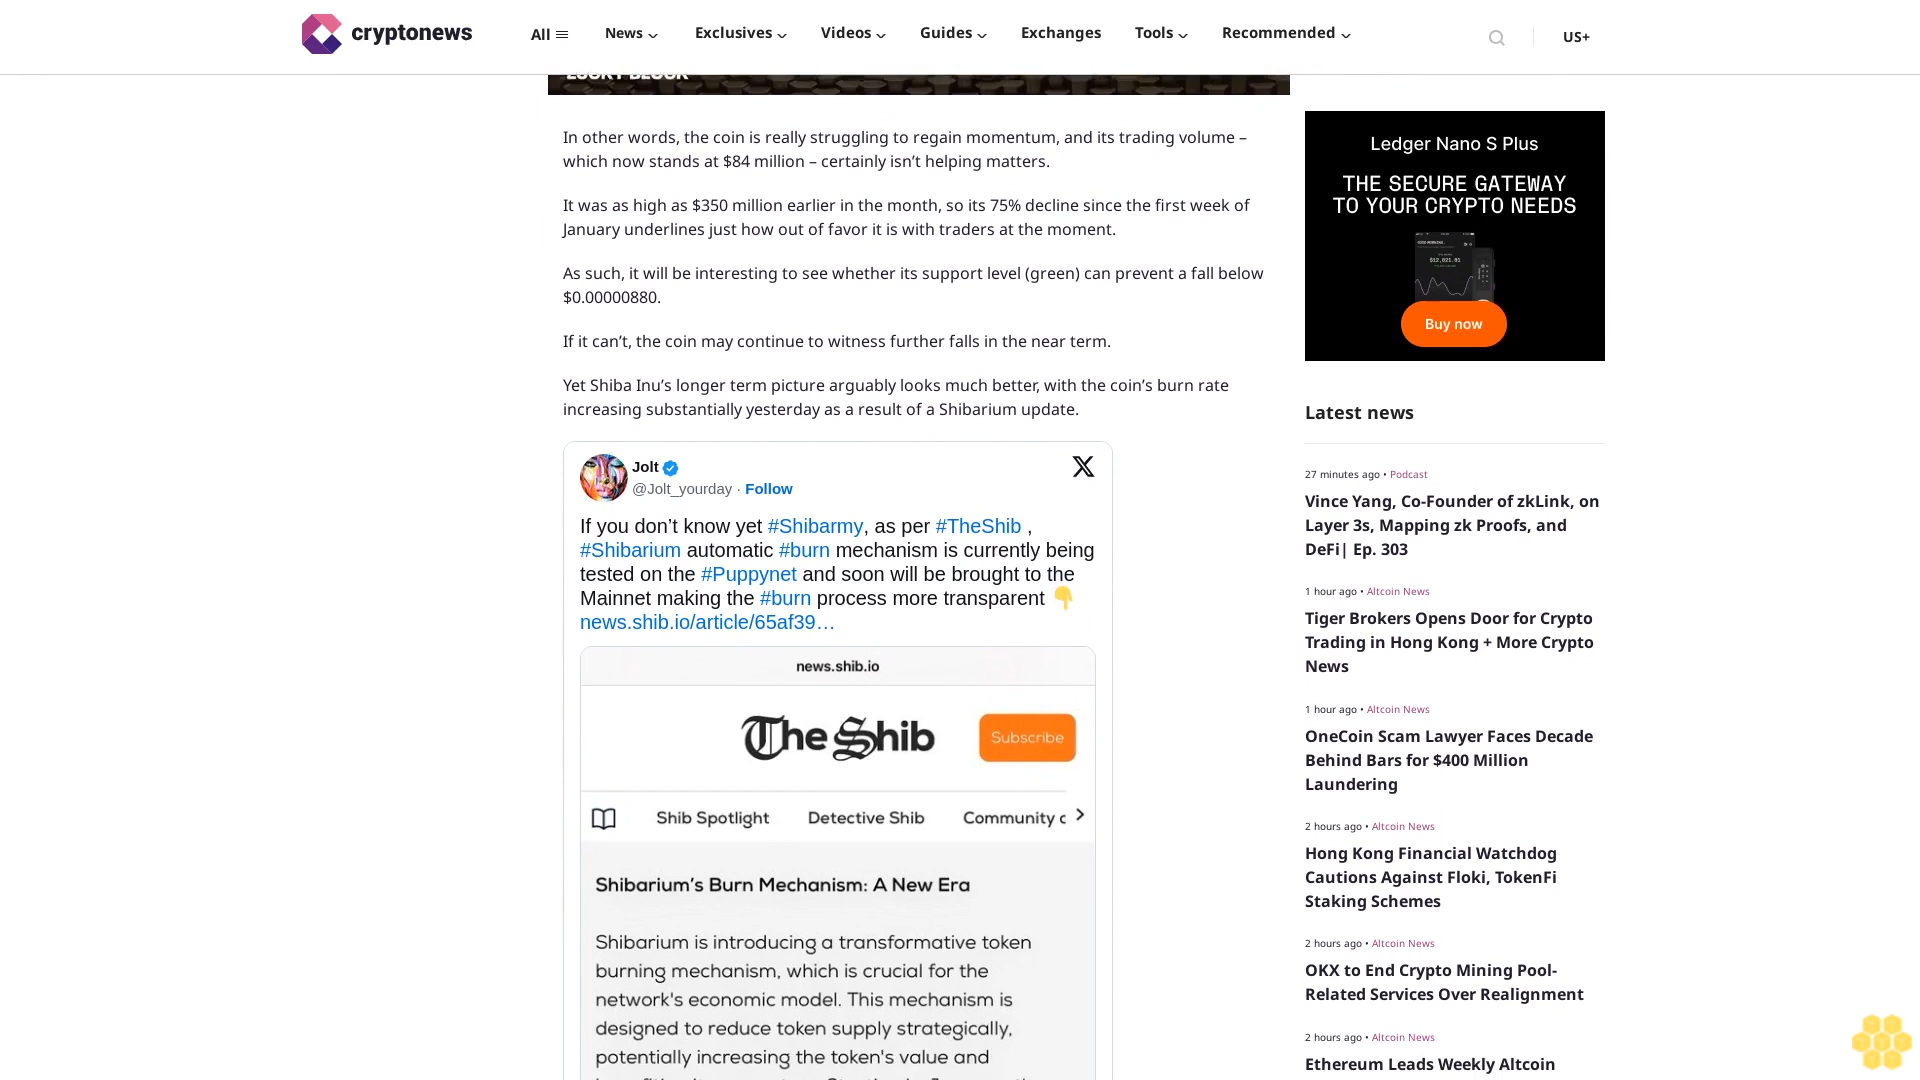 cryptonews
All
News
Exclusives
Videos
Guides
Exchanges
Tools
Recommended
US+
In other words, the coin is really struggling to regain momentum, and its trading volume –
which now stands at $84 million – certainly isn’t helping matters.
It was as high as $350 million earlier in the month, so its 75% decline since the first week of
January underlines just how out of favor it is with traders at the moment.
As such, it will be interesting to see whether its support level (green) can prevent a fall below
$0.00000880.
If it can’t, the coin may continue to witness further falls in the near term.
Yet Shiba Inu’s longer term picture arguably looks much better, with the coin’s burn rate
increasing substantially yesterday as a result of a Shibarium update.
Jolt
@Jolt_yourday · Follow
If you don’t know yet #Shibarmy, as per #TheShib ,
#Shibarium automatic #burn mechanism is currently being
tested on the #Puppynet and soon will be brought to the
Mainnet making the #burn process more transparent 👇
news.shib.io/article/65af39…
news.shib.io
The Shib
Subscribe
Shib Spotlight
Detective Shib
Community c
Shibarium’s Burn Mechanism: A New Era
Shibarium is introducing a transformative token
burning mechanism, which is crucial for the
network's economic model. This mechanism is
designed to reduce token supply strategically,
potentially increasing the token's value and
Ledger Nano S Plus
THE SECURE GATEWAY
TO YOUR CRYPTO NEEDS
$12,821.01
Buy now
Latest news
27 minutes ago • Podcast
Vince Yang, Co-Founder of zkLink, on
Layer 3s, Mapping zk Proofs, and
DeFi| Ep. 303
1 hour ago • Altcoin News
Tiger Brokers Opens Door for Crypto
Trading in Hong Kong + More Crypto
News
1 hour ago • Altcoin News
OneCoin Scam Lawyer Faces Decade
Behind Bars for $400 Million
Laundering
2 hours ago • Altcoin News
Hong Kong Financial Watchdog
Cautions Against Floki, TokenFi
Staking Schemes
2 hours ago • Altcoin News
OKX to End Crypto Mining Pool-
Related Services Over Realignment
2 hours ago • Altcoin News
Ethereum Leads Weekly Altcoin